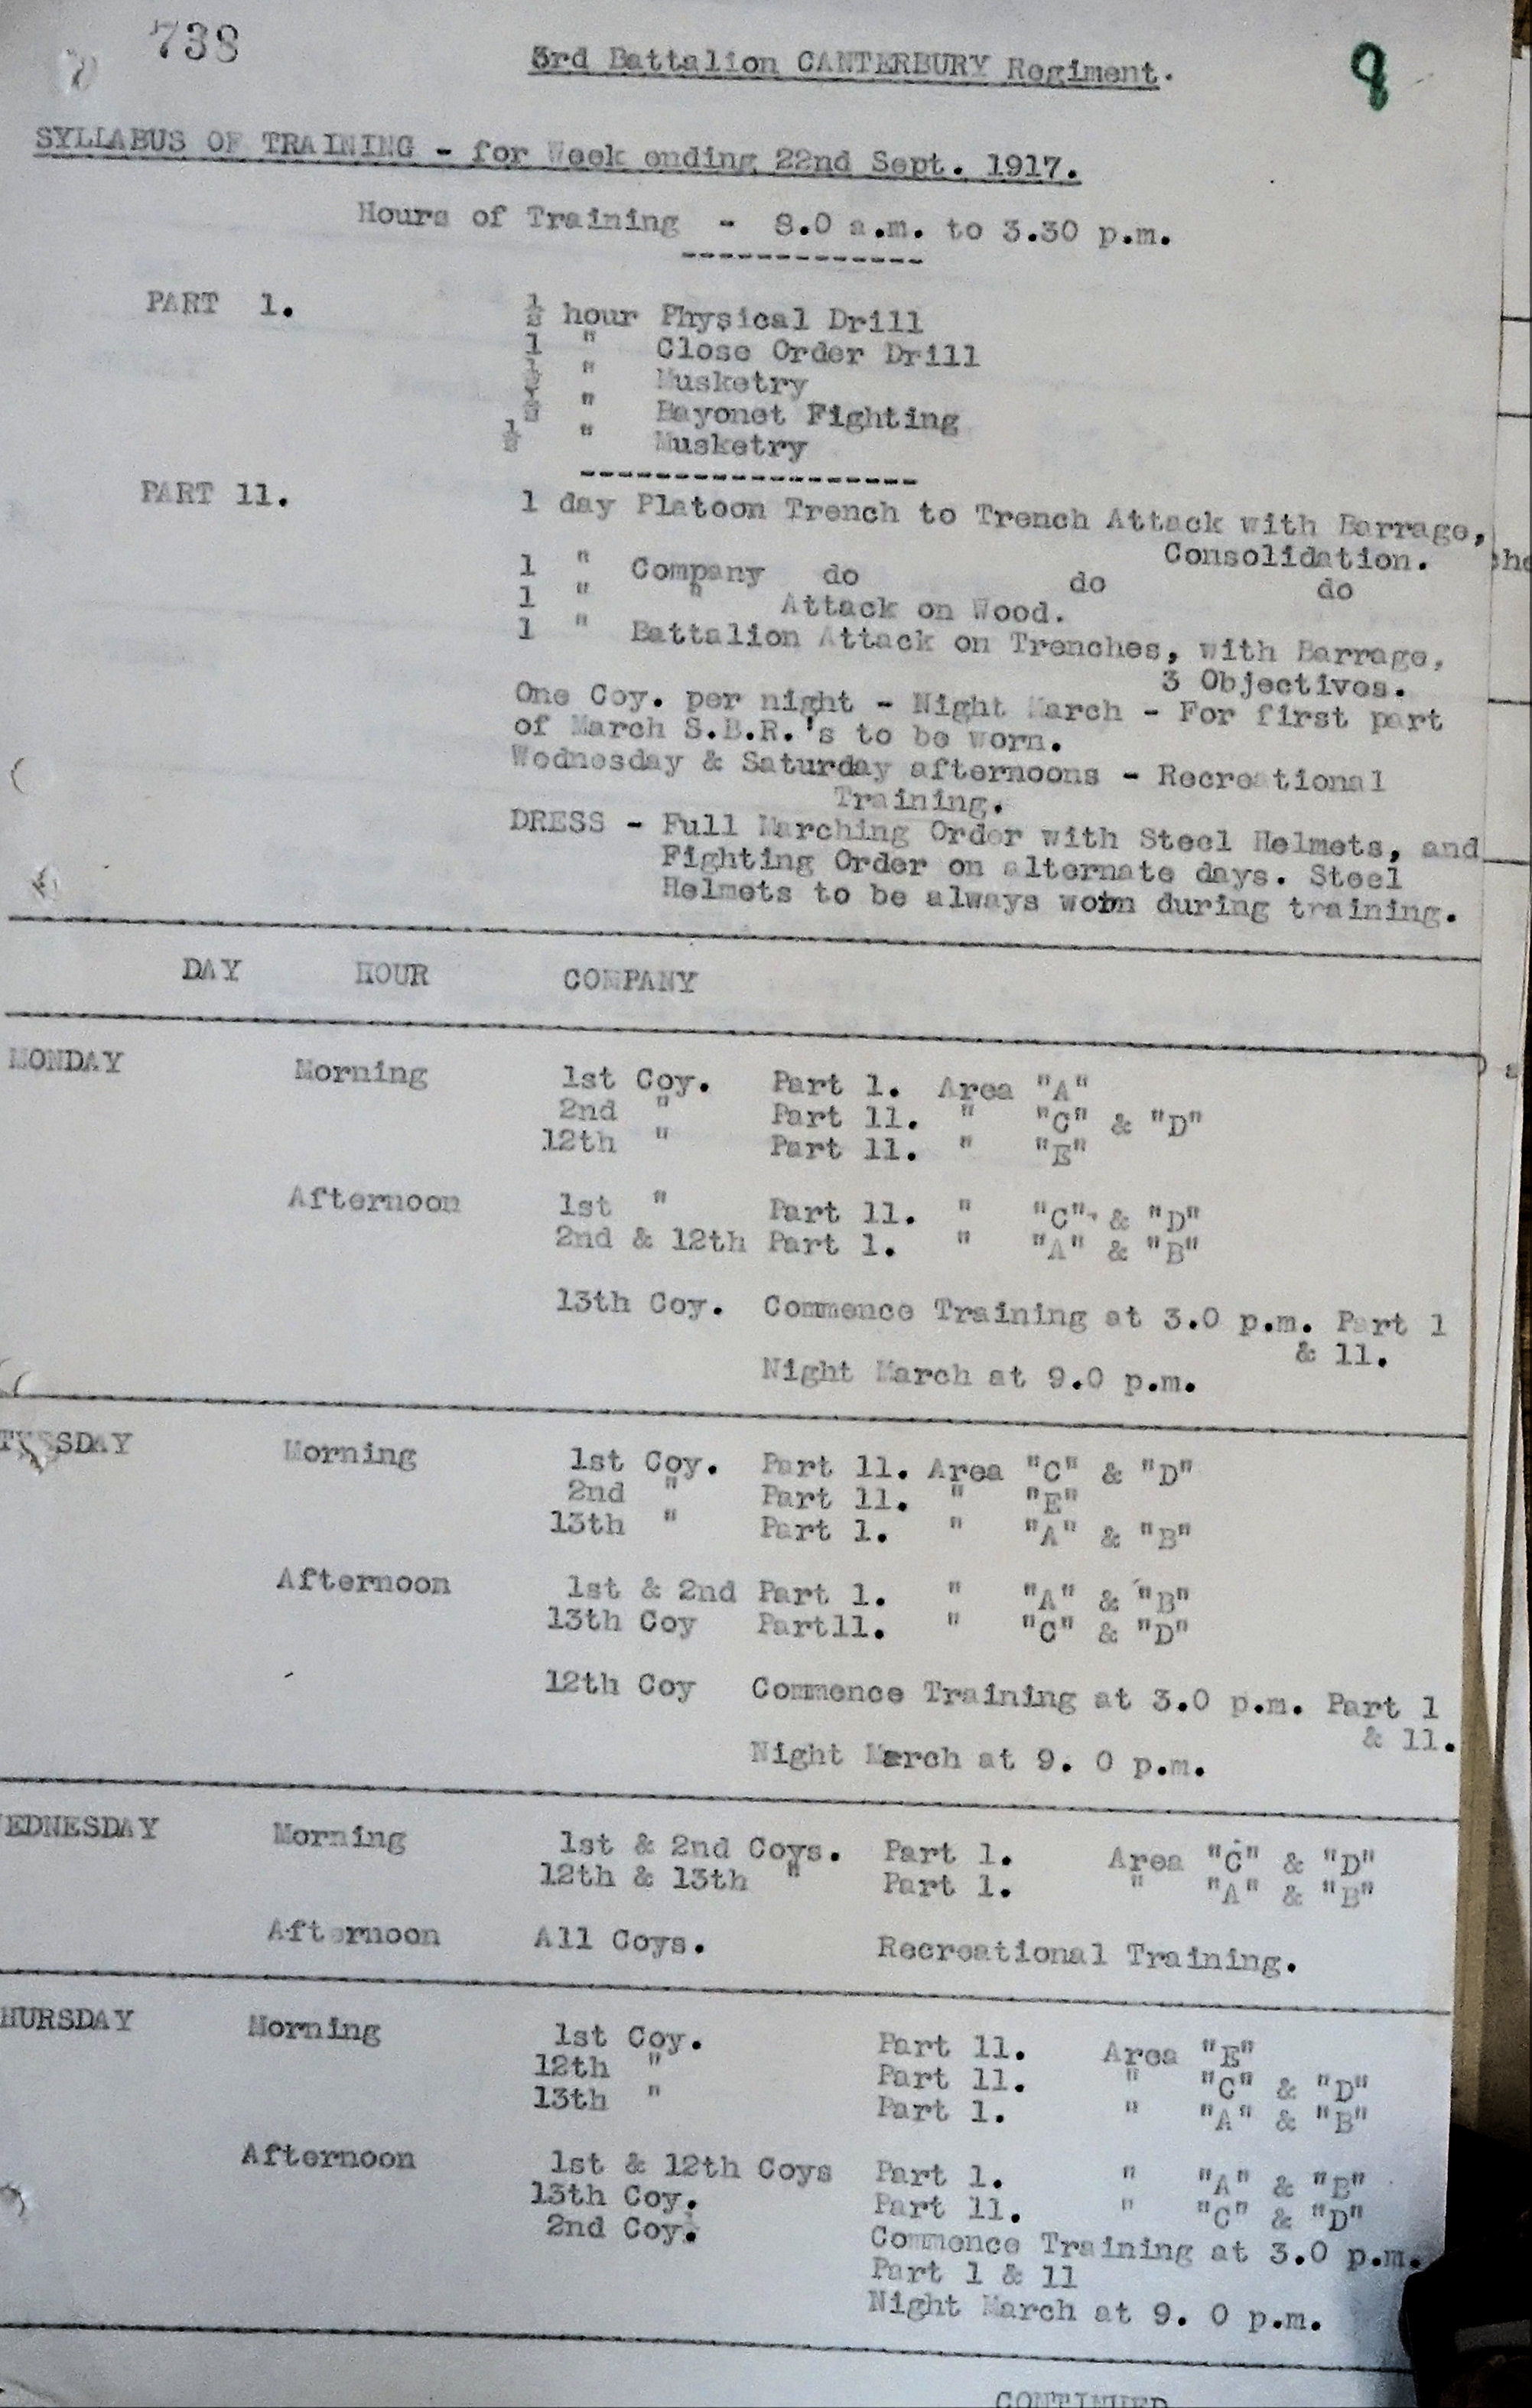 738
3rd Battalion CANTERBURY Regiment.
8
SYLLABUS OF TRAINING - for Week ending 22nd Sept. 1917.
Hours of Training - 8.0 a.m. to 3.30 p.m.
-------------
PART 1. ½ hour Physical Drill
1 " Close Order Drill
" Musketry
½ " Bayonet Fighting
½ " Musketry
------------------
PART 11. 1 day Platoon Trench to Trench Attack with Barrage,
Consolidation.
1 " Company do do do
1 " " Attack on Wood.
1 " Battalion Attack on Trenches, with Barrage,
3 Objectives.
One Coy. per night - Night March - For first part
of March S.B.R.'s to be worn.
Wednesday & Saturday afternoons - Recreational
Training.
DRESS - Full Marching Order with Steel Helmets, and
Fighting Order on alternate days. Steel
Helmets to be always worn during training.
DAY HOUR COMPANY
MONDAY Morning 1st Coy. Part 1. Area "A"
2nd " Part 11. " "C" & "D"
12th " Part 11. " "E"
Afternoon 1st " Part 11. " "C" & "D"
2nd & 12th Part 1. " "A" & "B"
13th Coy. Commence Training at 3.0 p.m. Part 1
& 11.
Night March at 9.0 p.m.
TUESDAY Morning 1st Coy. Part 11. Area "C" & "D"
2nd " Part 11. " "E"
13th " Part 1. " "A" & "B"
Afternoon 1st & 2nd Part 1. " "A" & "B"
13th Coy Part11. " "C" & "D"
12th Coy Commence Training at 3.0 p.m. Part 1
& 11.
Night March at 9. 0 p.m.
EDNESDAY Morning 1st & 2nd Coys. Part 1. Area "C" & "D"
12th & 13th " Part 1. " "A" & "B"
Afternoon All Coys. Recreational Training.
HURSDAY Morning 1st Coy. Part 11. Area "E"
12th " Part 11. " "C" & "D"
13th " Part 1. " "A" & "B"
Afternoon 1st & 12th Coys Part 1. " "A" & "B"
13th Coy. Part 11. " "C" & "D"
2nd Coy. Commence Training at 3.0 p.m.
Part 1 & 11
Night March at 9. 0 p.m.
CONTINUED